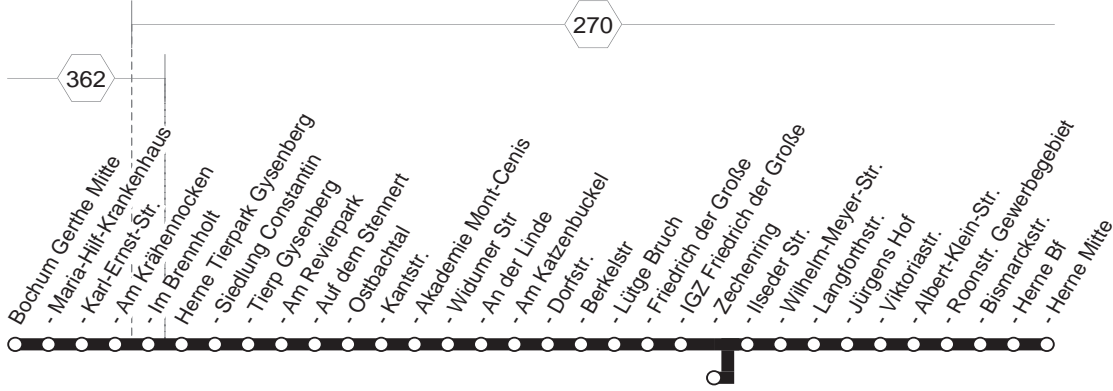 270
362
Bochum Gerthe Mitte
- Maria-Hilf-Krankenhaus
- Karl-Ernst-Str.
- Am Krähennocken
- Im Brennholt
Herne Tierpark Gysenberg
- Siedlung Constantin
- Tierp Gysenberg
- Am Revierpark
- Auf dem Stennert
- Ostbachtal
- Kantstr.
- Akademie Mont-Cenis
- Widumer Str
- An der Linde
- Am Katzenbuckel
- Dorfstr.
- Berkelstr
- Lütge Bruch
- Friedrich der Große
- IGZ Friedrich der Große
- Zechenring
- Ilseder Str.
- Wilhelm-Meyer-Str.
- Langforthstr.
- Jürgens Hof
- Viktoriastr.
- Albert-Klein-Str.
- Roonstr. Gewerbegebiet
- Bismarckstr.
- Herne Bf
- Herne Mitte